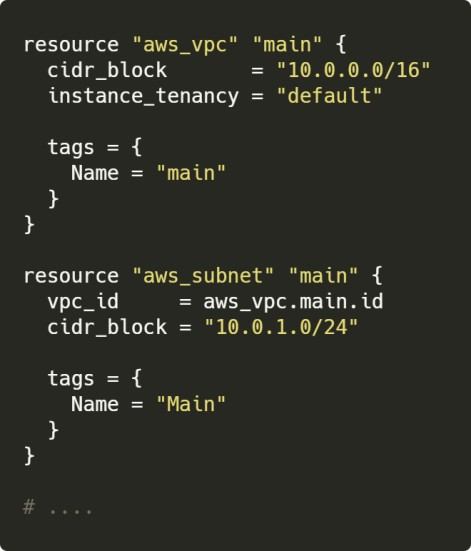 resource "aws_vpc" "main" {
  cidr_block       = "10.0.0.0/16"
  instance_tenancy = "default"

  tags = {
    Name = "main"
  }
}

resource "aws_subnet" "main" {
  vpc_id     = aws_vpc.main.id
  cidr_block = "10.0.1.0/24"

  tags = {
    Name = "Main"
  }
}

# ....